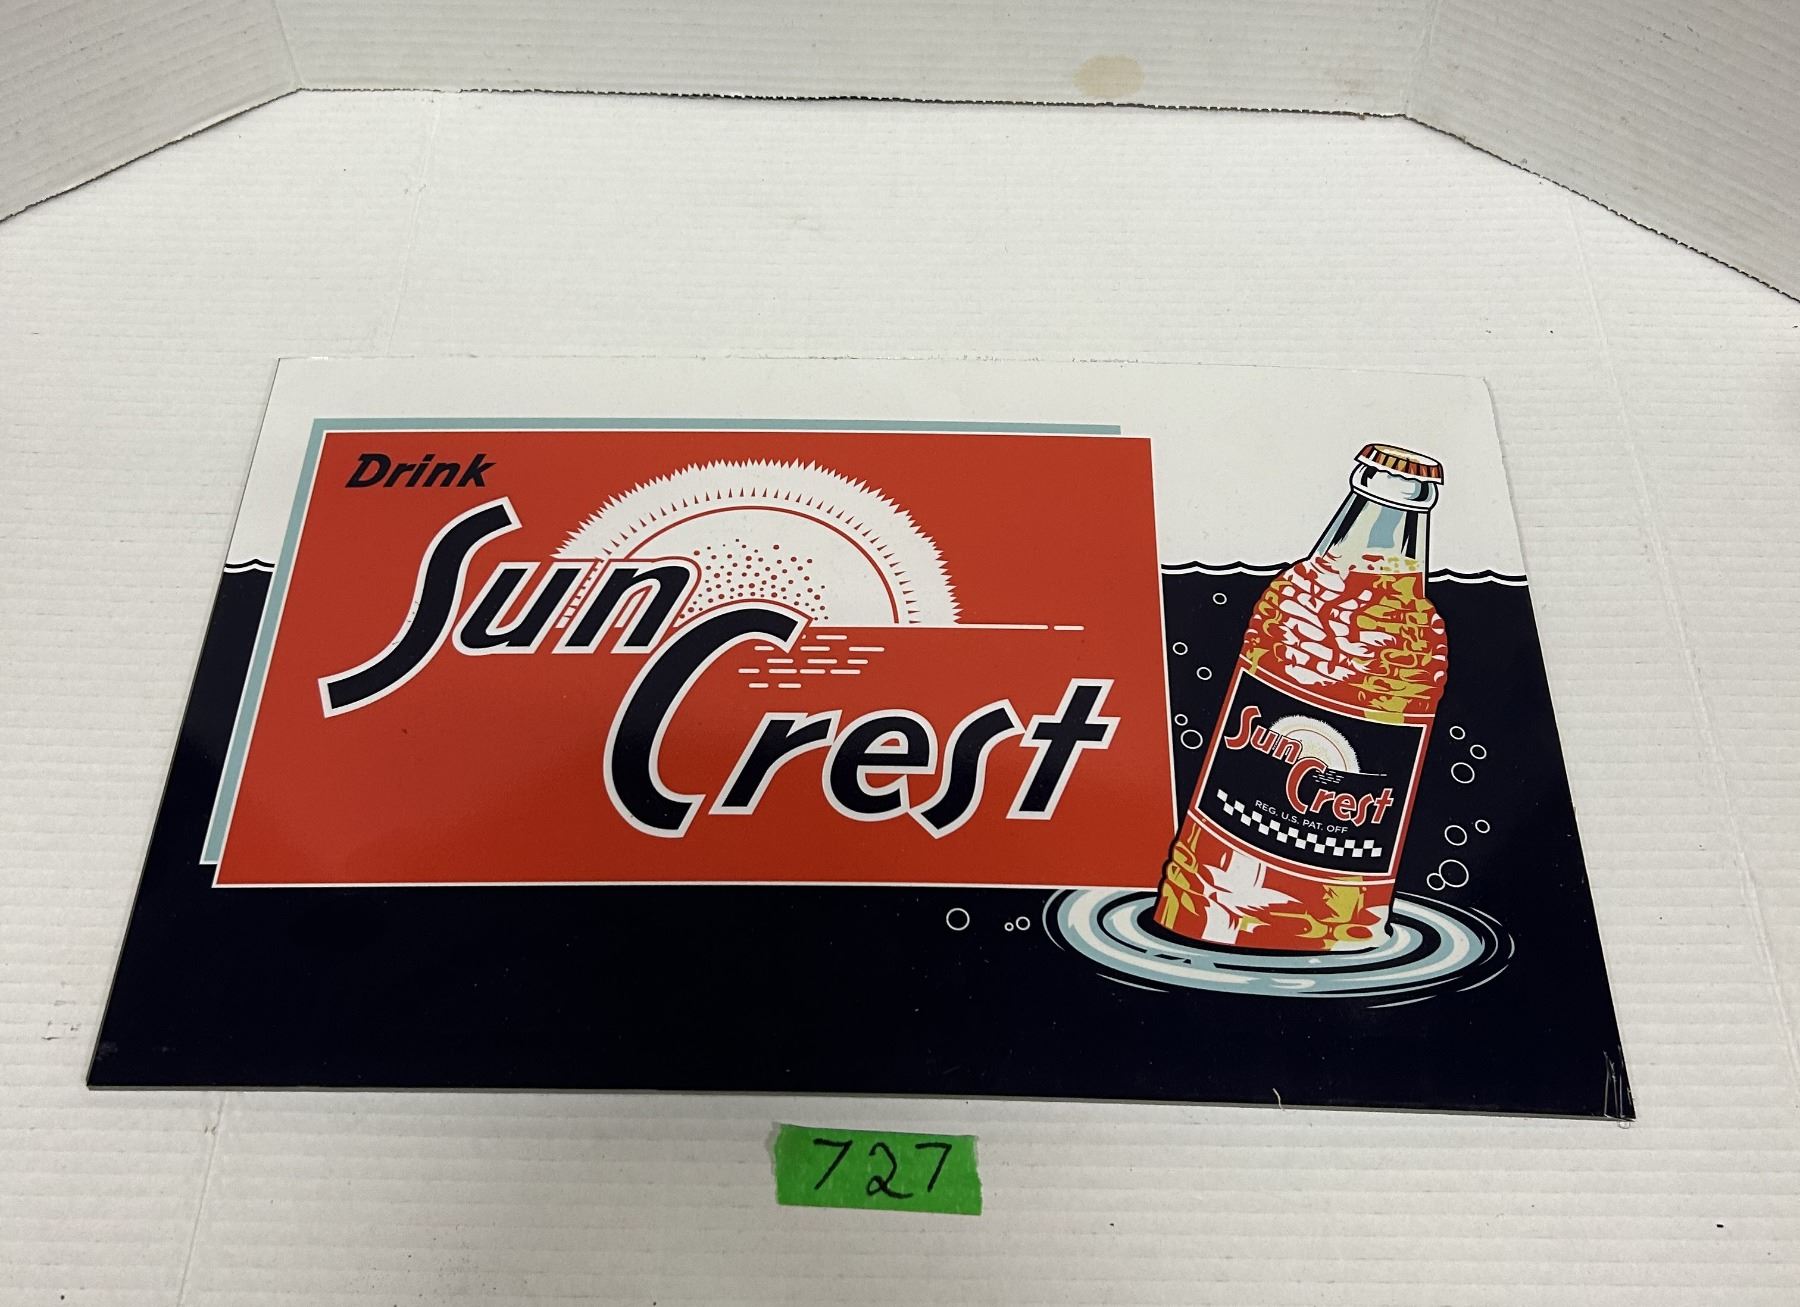 Drink
Sun
Crest
Sun
Crest
REG. U.S. PAT. OFF
727